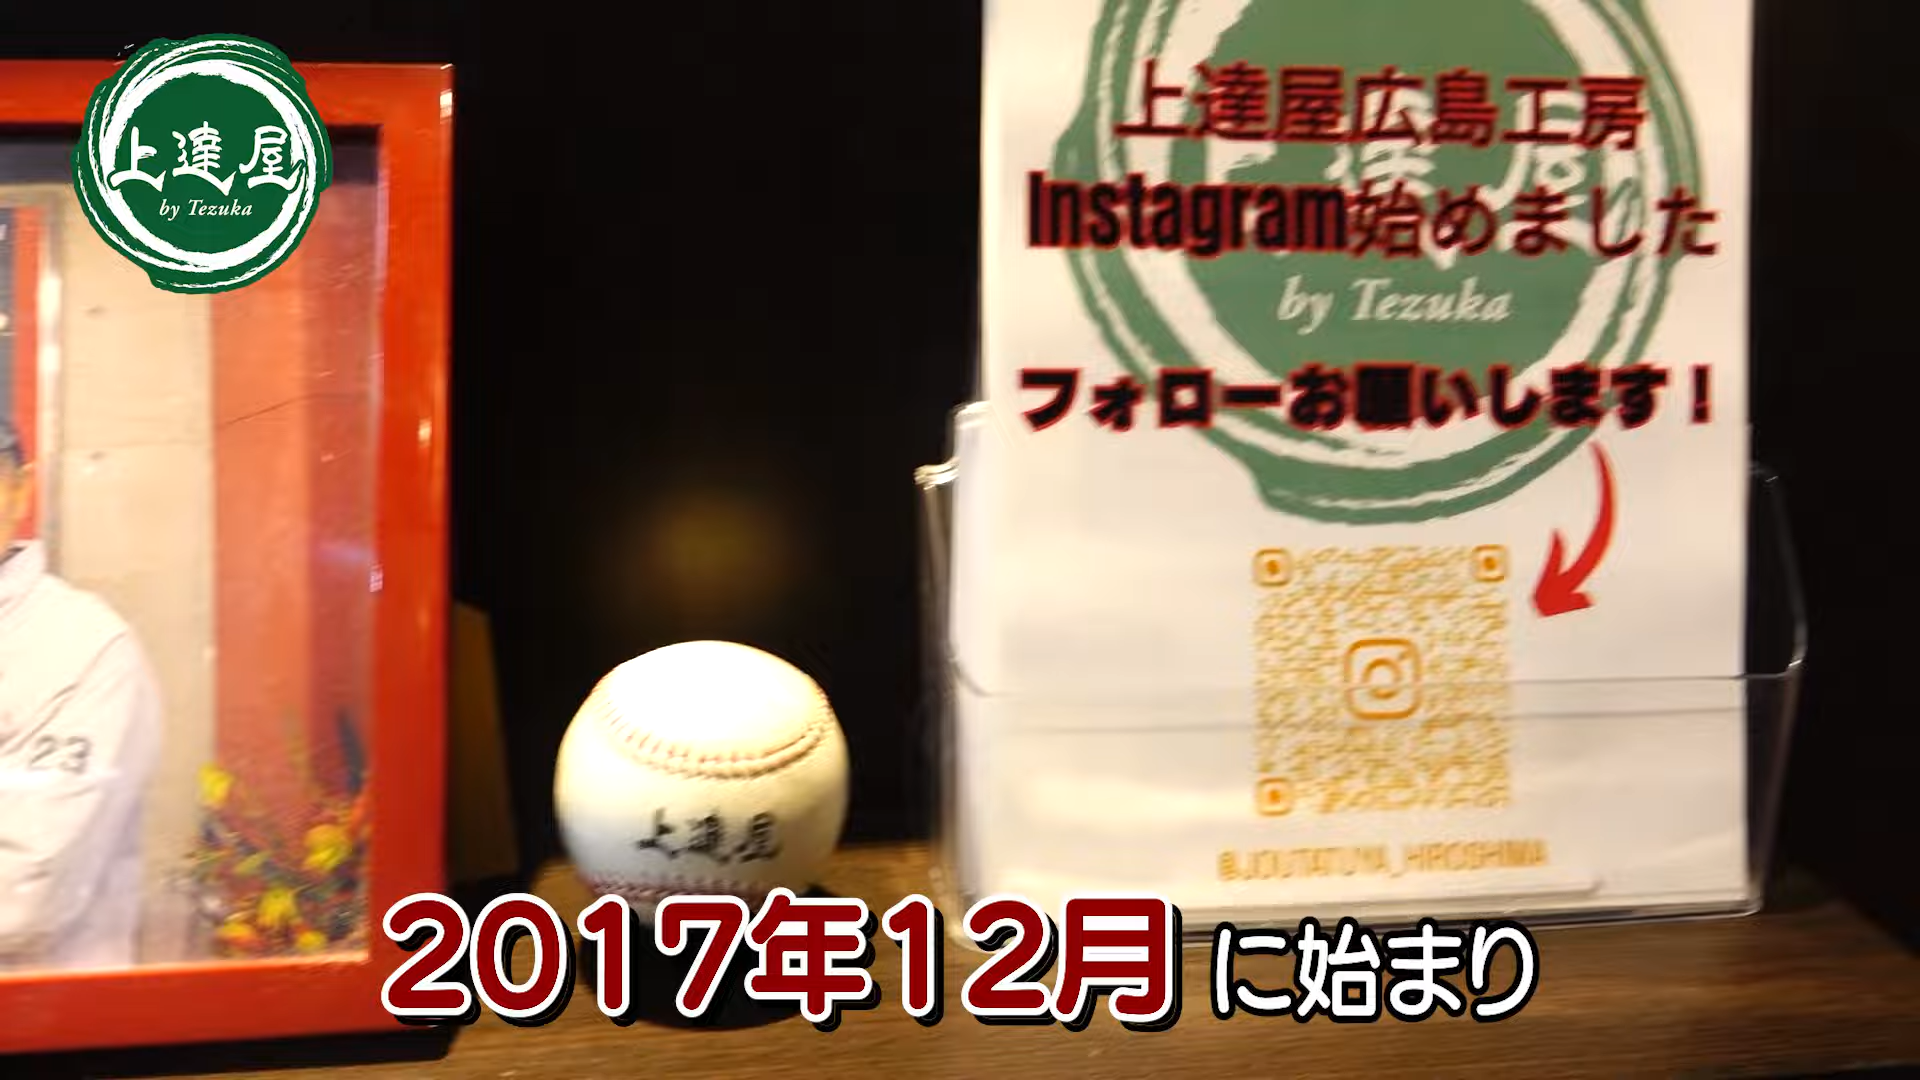 上達屋
by Tezuka
上達屋広島工房
Instagram始めました
by Tezuka
フォローお願いします！
@JOUTATUYA_HIROSHIMA
23
上達屋
2017年12月に始まり